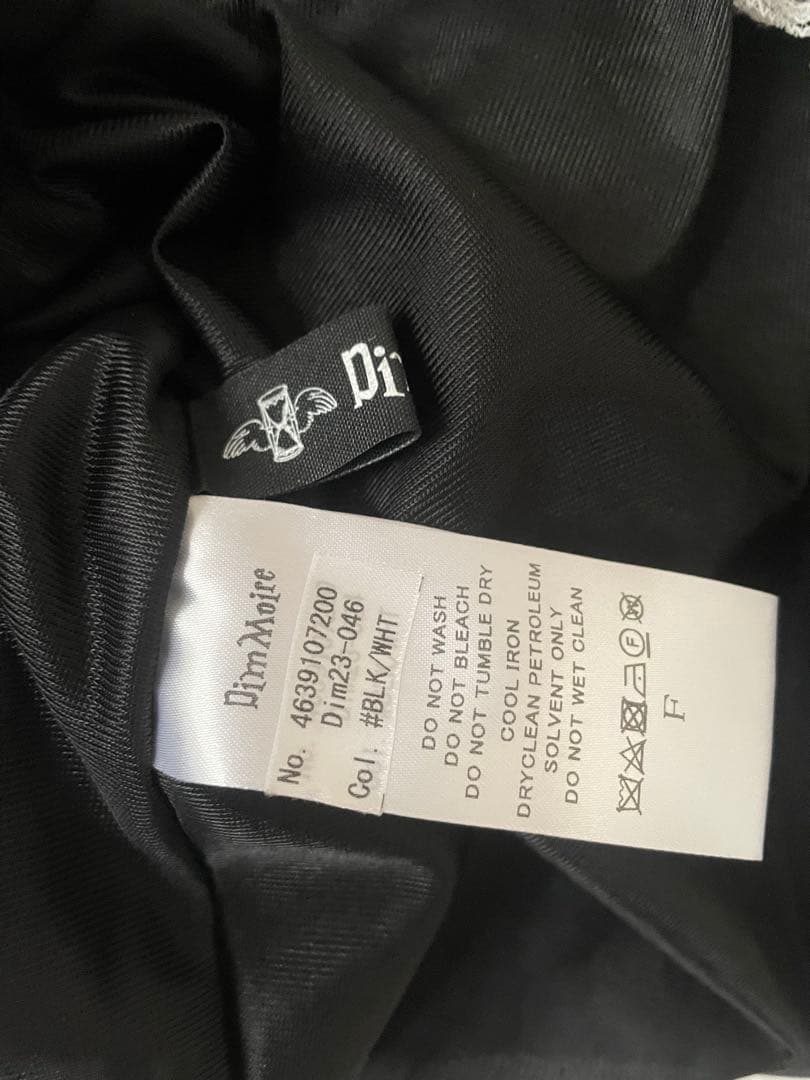 Dim
DimMoire
No. 4639107200
Dim23-046
Col. #BLK/WHT
DO NOT WASH
DO NOT BLEACH
DO NOT TUMBLE DRY
COOL IRON
DRYCLEAN PETROLEUM
SOLVENT ONLY
DO NOT WET CLEAN
F
W
F